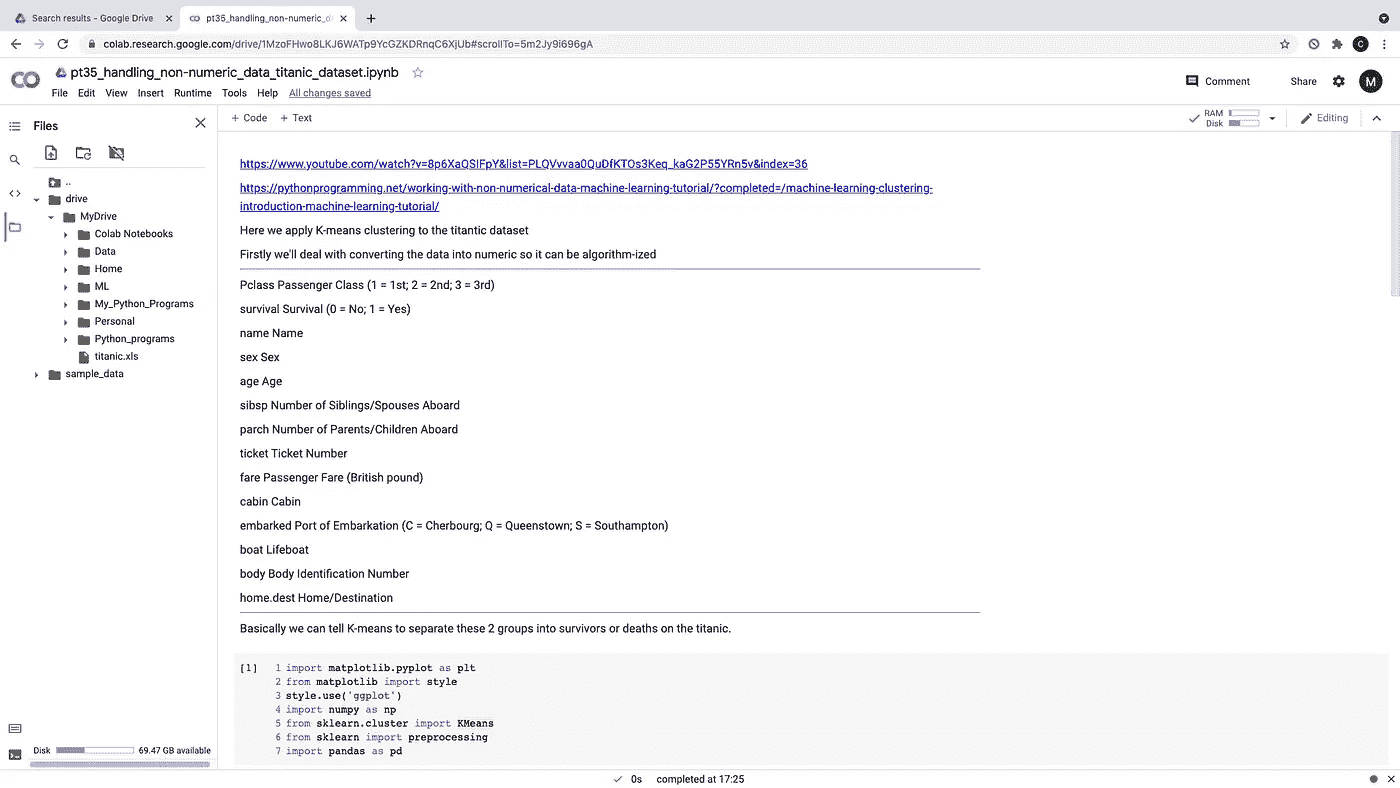 Search results - Google Drive
pt35_handling_non-numeric_d
colab.research.google.com/drive/1MzoFHwo8LKJ6WATp9YcGZKDRnqC6XjUb#scrollTo=5m2Jy9i696gA
C
CO
pt35_handling_non-numeric_data_titanic_dataset.ipynb
Comment
Share
M
File Edit View Insert Runtime Tools Help All changes saved
Files
+ Code + Text
RAM
Disk
Editing
..
drive
MyDrive
Colab Notebooks
Data
Home
ML
My_Python_Programs
Personal
Python_programs
titanic.xls
sample_data
Disk 69.47 GB available
https://www.youtube.com/watch?v=8p6XaQSIFpY&list=PLQVvvaa0QuDfKTOs3Keq_kaG2P55YRn5v&index=36
https://pythonprogramming.net/working-with-non-numerical-data-machine-learning-tutorial/?completed=/machine-learning-clustering-
introduction-machine-learning-tutorial/
Here we apply K-means clustering to the titantic dataset
Firstly we'll deal with converting the data into numeric so it can be algorithm-ized
Pclass Passenger Class (1 = 1st; 2 = 2nd; 3 = 3rd)
survival Survival (0 = No; 1 = Yes)
name Name
sex Sex
age Age
sibsp Number of Siblings/Spouses Aboard
parch Number of Parents/Children Aboard
ticket Ticket Number
fare Passenger Fare (British pound)
cabin Cabin
embarked Port of Embarkation (C = Cherbourg; Q = Queenstown; S = Southampton)
boat Lifeboat
body Body Identification Number
home.dest Home/Destination
Basically we can tell K-means to separate these 2 groups into survivors or deaths on the titanic.
[1] 1 import matplotlib.pyplot as plt
2 from matplotlib import style
3 style.use('ggplot')
4 import numpy as np
5 from sklearn.cluster import KMeans
6 from sklearn import preprocessing
7 import pandas as pd
0s completed at 17:25